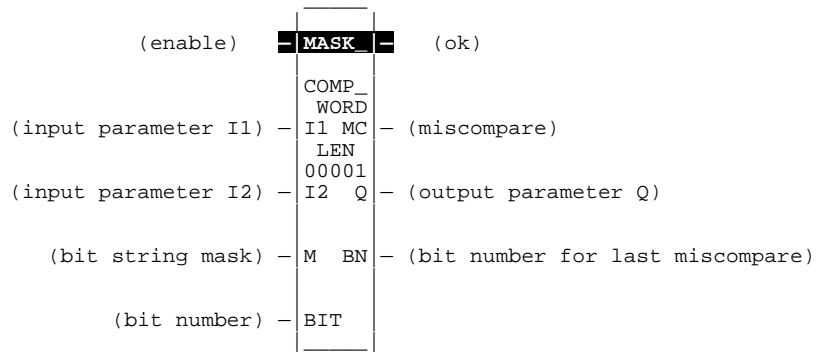 (enable) MASK_ (ok)
COMP_
WORD
(input parameter I1) I1 MC (miscompare)
LEN
00001
(input parameter I2) I2 Q (output parameter Q)
(bit string mask) M BN (bit number for last miscompare)
(bit number) BIT